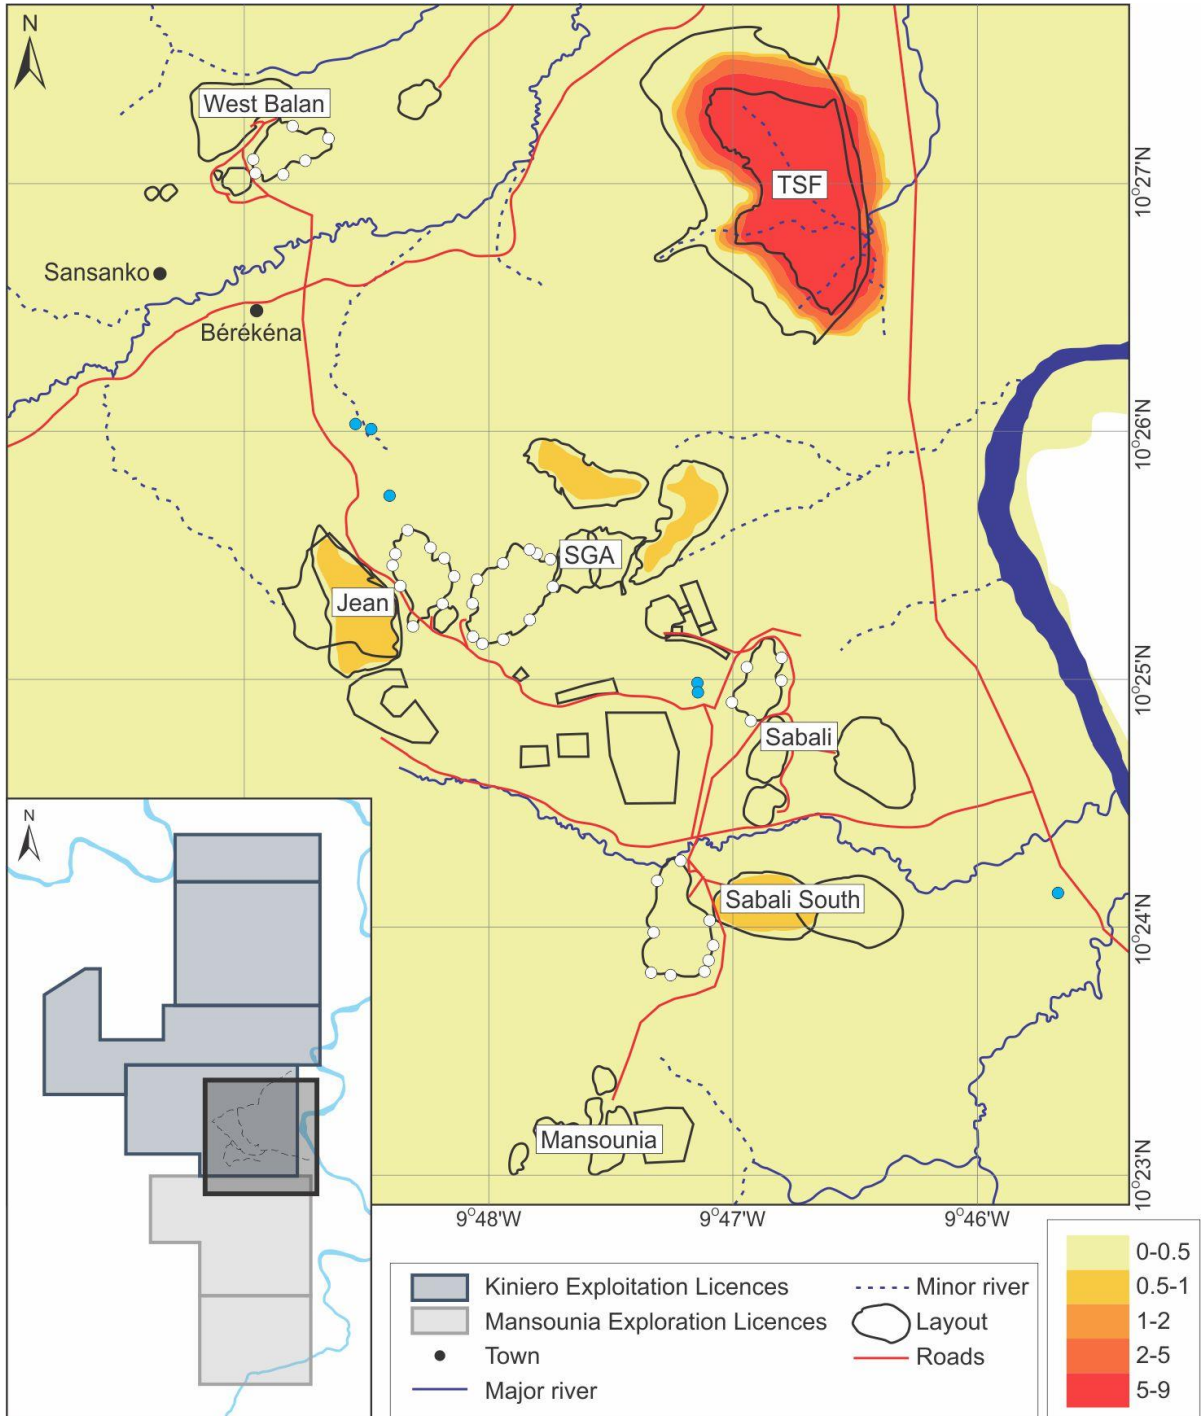 N
West Balan
TSF
10°27'N
Sansanko
Bérékéna
10°26'N
SGA
Jean
10°25'N
Sabali
N
Sabali South
10°24'N
Mansounia
10°23'N
9°48'W
9°47'W
9°46'W
Kiniero Exploitation Licences
Mansounia Exploration Licences
Town
Major river
Minor river
Layout
Roads
0-0.5
0.5-1
1-2
2-5
5-9